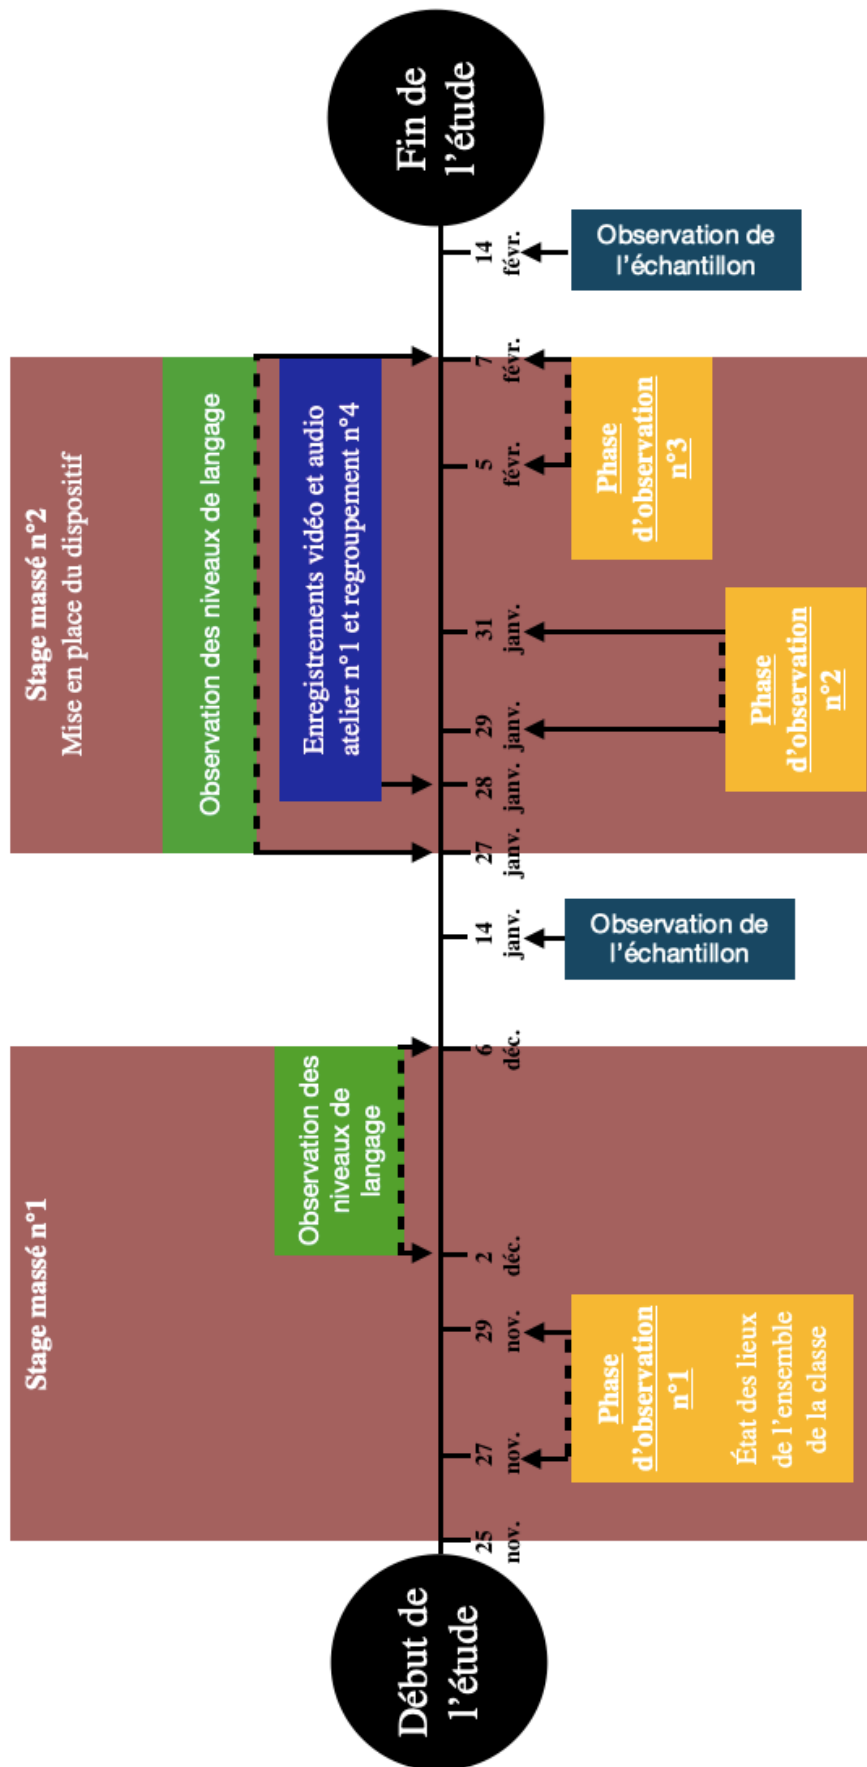 Début de
l'étude
Stage massé n°1
Observation des
niveaux de
langage
25
nov.
27
nov.
29
nov.
2
déc.
6
déc.
Phase
d'observation
n°1
État des lieux
de l'ensemble
de la classe
14
janv.
Observation de
l'échantillon
Stage massé n°2
Mise en place du dispositif
Observation des niveaux de langage
Enregistrements vidéo et audio
atelier n°1 et regroupement n°4
27
janv.
28
janv.
29
janv.
31
janv.
5
févr.
7
févr.
Phase
d'observation
n°2
Phase
d'observation
n°3
14
févr.
Observation de
l'échantillon
Fin de
l'étude